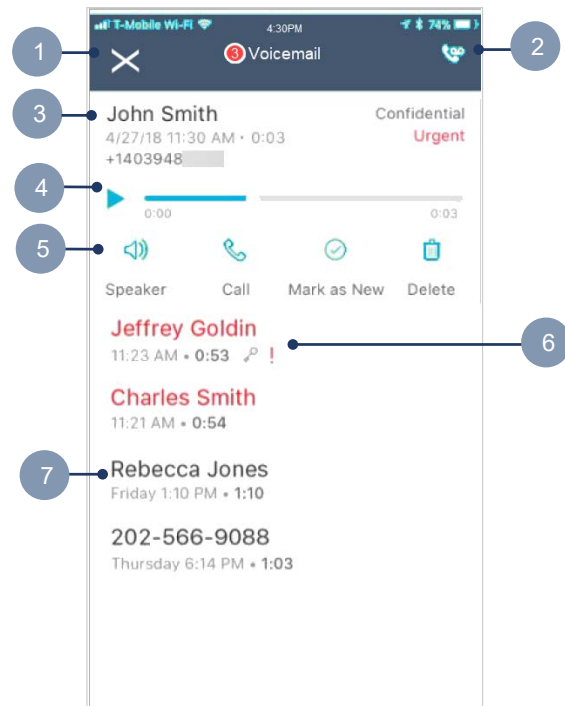 T-Mobile Wi-Fi 4:30PM 74%
1
3 Voicemail
2
3
John Smith Confidential
4/27/18 11:30 AM · 0:03 Urgent
+1403948
4
0:00 0:03
5
Speaker Call Mark as New Delete
Jeffrey Goldin
11:23 AM • 0:53 !
6
Charles Smith
11:21 AM • 0:54
7
Rebecca Jones
Friday 1:10 PM • 1:10
202-566-9088
Thursday 6:14 PM • 1:03